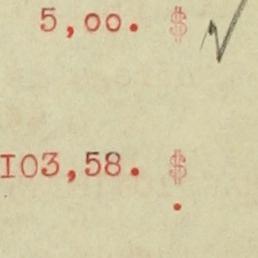 5,00. $
I03,58. $
.